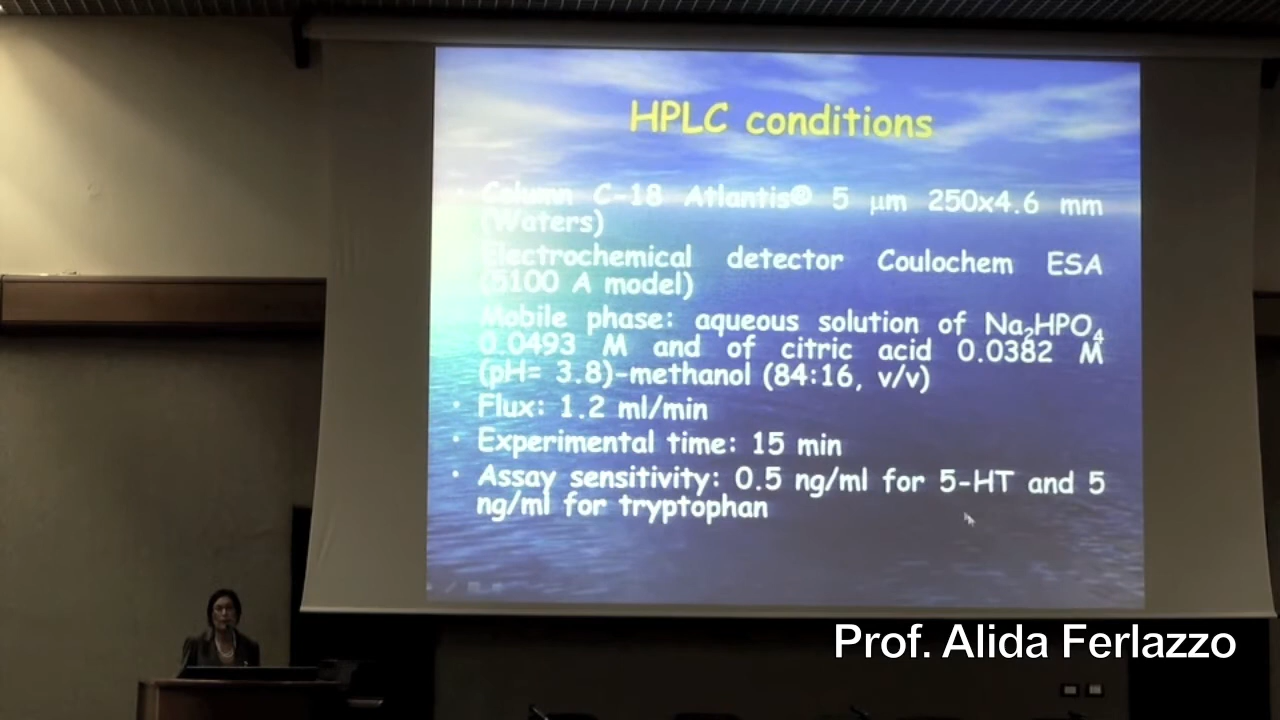 HPLC conditions
• Column C-18 Atlantis® 5 μm 250x4.6 mm
(Waters)
Electrochemical detector Coulochem ESA
(5100 A model)
Mobile phase: aqueous solution of Na₂HPO₄
0.0493 M and of citric acid 0.0382 M
(pH= 3.8)-methanol (84:16, v/v)
• Flux: 1.2 ml/min
• Experimental time: 15 min
• Assay sensitivity: 0.5 ng/ml for 5-HT and 5
ng/ml for tryptophan
Prof. Alida Ferlazzo